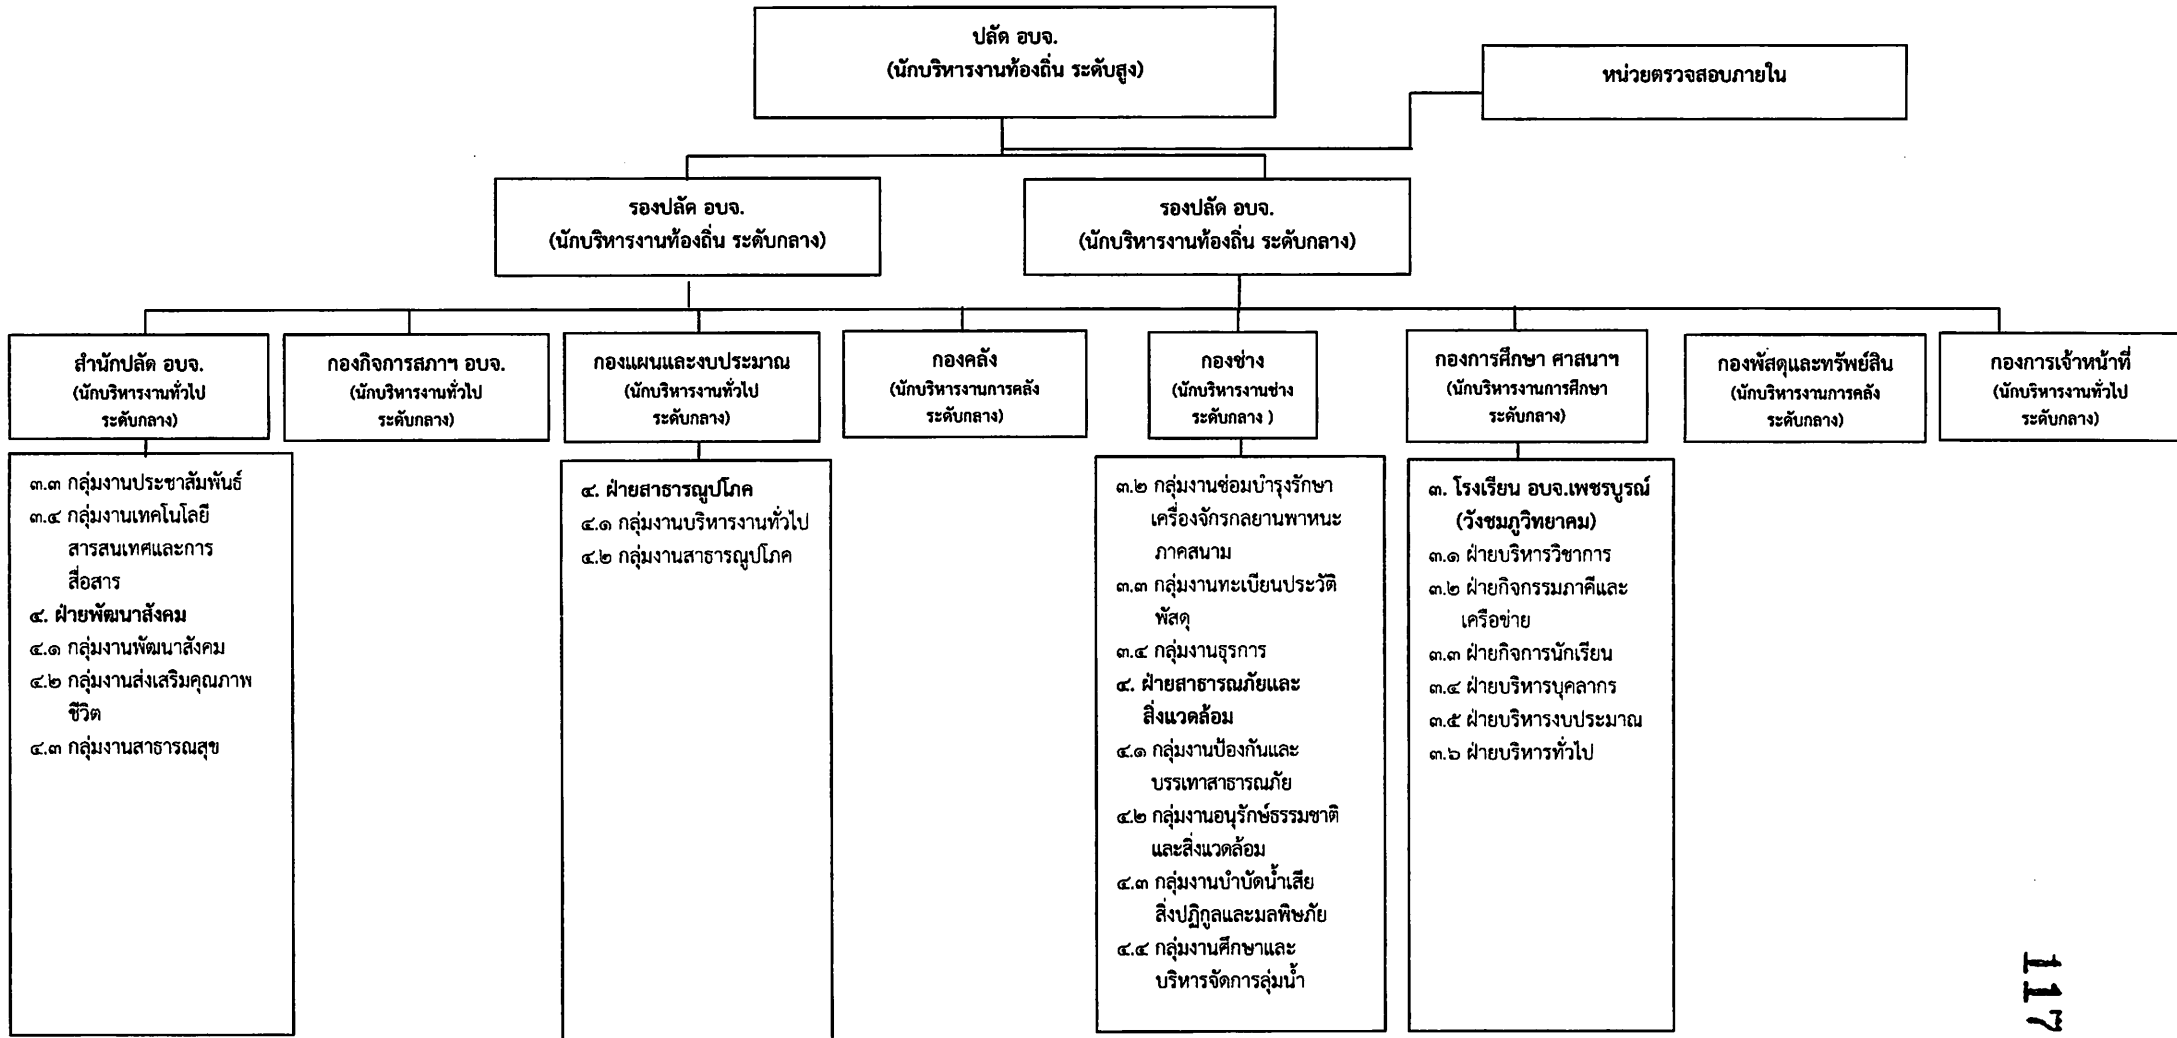 ปลัด อบจ.
(นักบริหารงานท้องถิ่น ระดับสูง)
หน่วยตรวจสอบภายใน
รองปลัด อบจ.
(นักบริหารงานท้องถิ่น ระดับกลาง)
รองปลัด อบจ.
(นักบริหารงานท้องถิ่น ระดับกลาง)
สำนักปลัด อบจ.
(นักบริหารงานทั่วไป
ระดับกลาง)
กองกิจการสภาฯ อบจ.
(นักบริหารงานทั่วไป
ระดับกลาง)
กองแผนและงบประมาณ
(นักบริหารงานทั่วไป
ระดับกลาง)
กองคลัง
(นักบริหารงานการคลัง
ระดับกลาง)
กองช่าง
(นักบริหารงานช่าง
ระดับกลาง )
กองการศึกษา ศาสนาฯ
(นักบริหารงานการศึกษา
ระดับกลาง)
กองพัสดุและทรัพย์สิน
(นักบริหารงานการคลัง
ระดับกลาง)
กองการเจ้าหน้าที่
(นักบริหารงานทั่วไป
ระดับกลาง)
๓.๓ กลุ่มงานประชาสัมพันธ์
๓.๔ กลุ่มงานเทคโนโลยี
สารสนเทศและการ
สื่อสาร
๔. ฝ่ายพัฒนาสังคม
๔.๑ กลุ่มงานพัฒนาสังคม
๔.๒ กลุ่มงานส่งเสริมคุณภาพ
ชีวิต
๔.๓ กลุ่มงานสาธารณสุข
๔. ฝ่ายสาธารณูปโภค
๔.๑ กลุ่มงานบริหารงานทั่วไป
๔.๒ กลุ่มงานสาธารณูปโภค
๓.๒ กลุ่มงานซ่อมบำรุงรักษา
เครื่องจักรกลยานพาหนะ
ภาคสนาม
๓.๓ กลุ่มงานทะเบียนประวัติ
พัสดุ
๓.๔ กลุ่มงานธุรการ
๔. ฝ่ายสาธารณภัยและ
สิ่งแวดล้อม
๔.๑ กลุ่มงานป้องกันและ
บรรเทาสาธารณภัย
๔.๒ กลุ่มงานอนุรักษ์ธรรมชาติ
และสิ่งแวดล้อม
๔.๓ กลุ่มงานบำบัดน้ำเสีย
สิ่งปฏิกูลและมลพิษภัย
๔.๔ กลุ่มงานศึกษาและ
บริหารจัดการลุ่มน้ำ
๓. โรงเรียน อบจ.เพชรบูรณ์
(วังชมภูวิทยาคม)
๓.๑ ฝ่ายบริหารวิชาการ
๓.๒ ฝ่ายกิจกรรมภาคีและ
เครือข่าย
๓.๓ ฝ่ายกิจการนักเรียน
๓.๔ ฝ่ายบริหารบุคลากร
๓.๕ ฝ่ายบริหารงบประมาณ
๓.๖ ฝ่ายบริหารทั่วไป
117